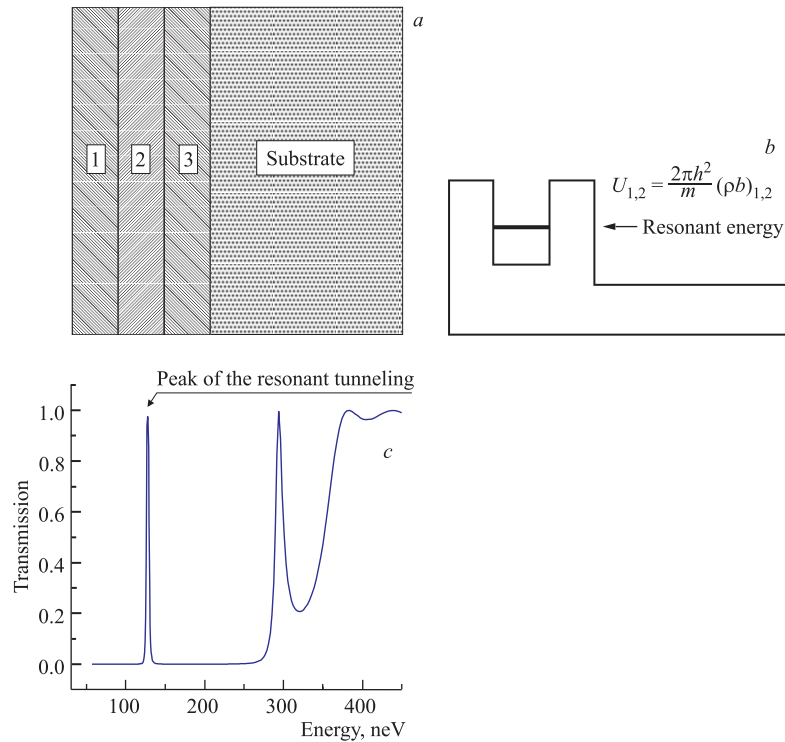 a
1 2 3 Substrate
b
U1,2 = 2πh²/m (ρb)1,2
Resonant energy
Peak of the resonant tunneling
c
1.0
0.8
0.6
0.4
0.2
0.0
Transmission
100 200 300 400
Energy, neV